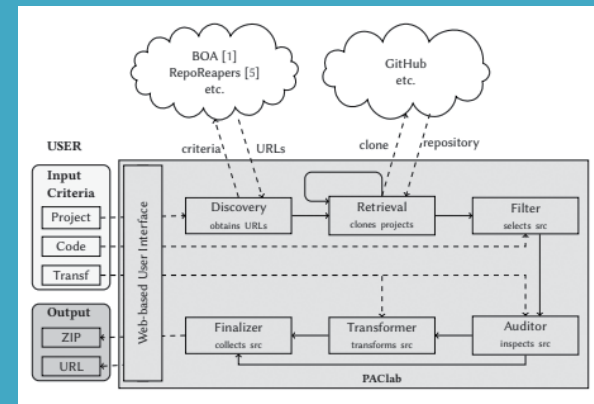 BOA [1]
RepoReapers [5]
etc.
GitHub
etc.
criteria
URLs
clone
repository
USER
Input
Criteria
Project
Code
Transf
Output
ZIP
URL
Web-based User Interface
Discovery
obtains URLs
Retrieval
clones projects
Filter
selects src
Finalizer
collects src
Transformer
transforms src
Auditor
inspects src
PAClab